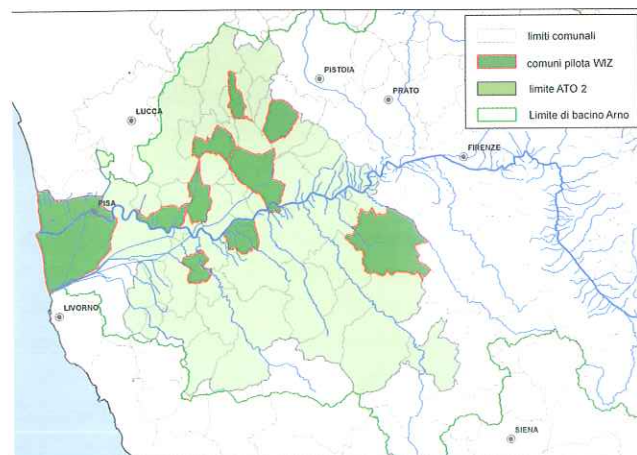 limiti comunali
comuni pilota WIZ
limite ATO 2
Limite di bacino Arno
PISTOIA
PRATO
LUCCA
FIRENZE
PISA
LIVORNO
SIENA